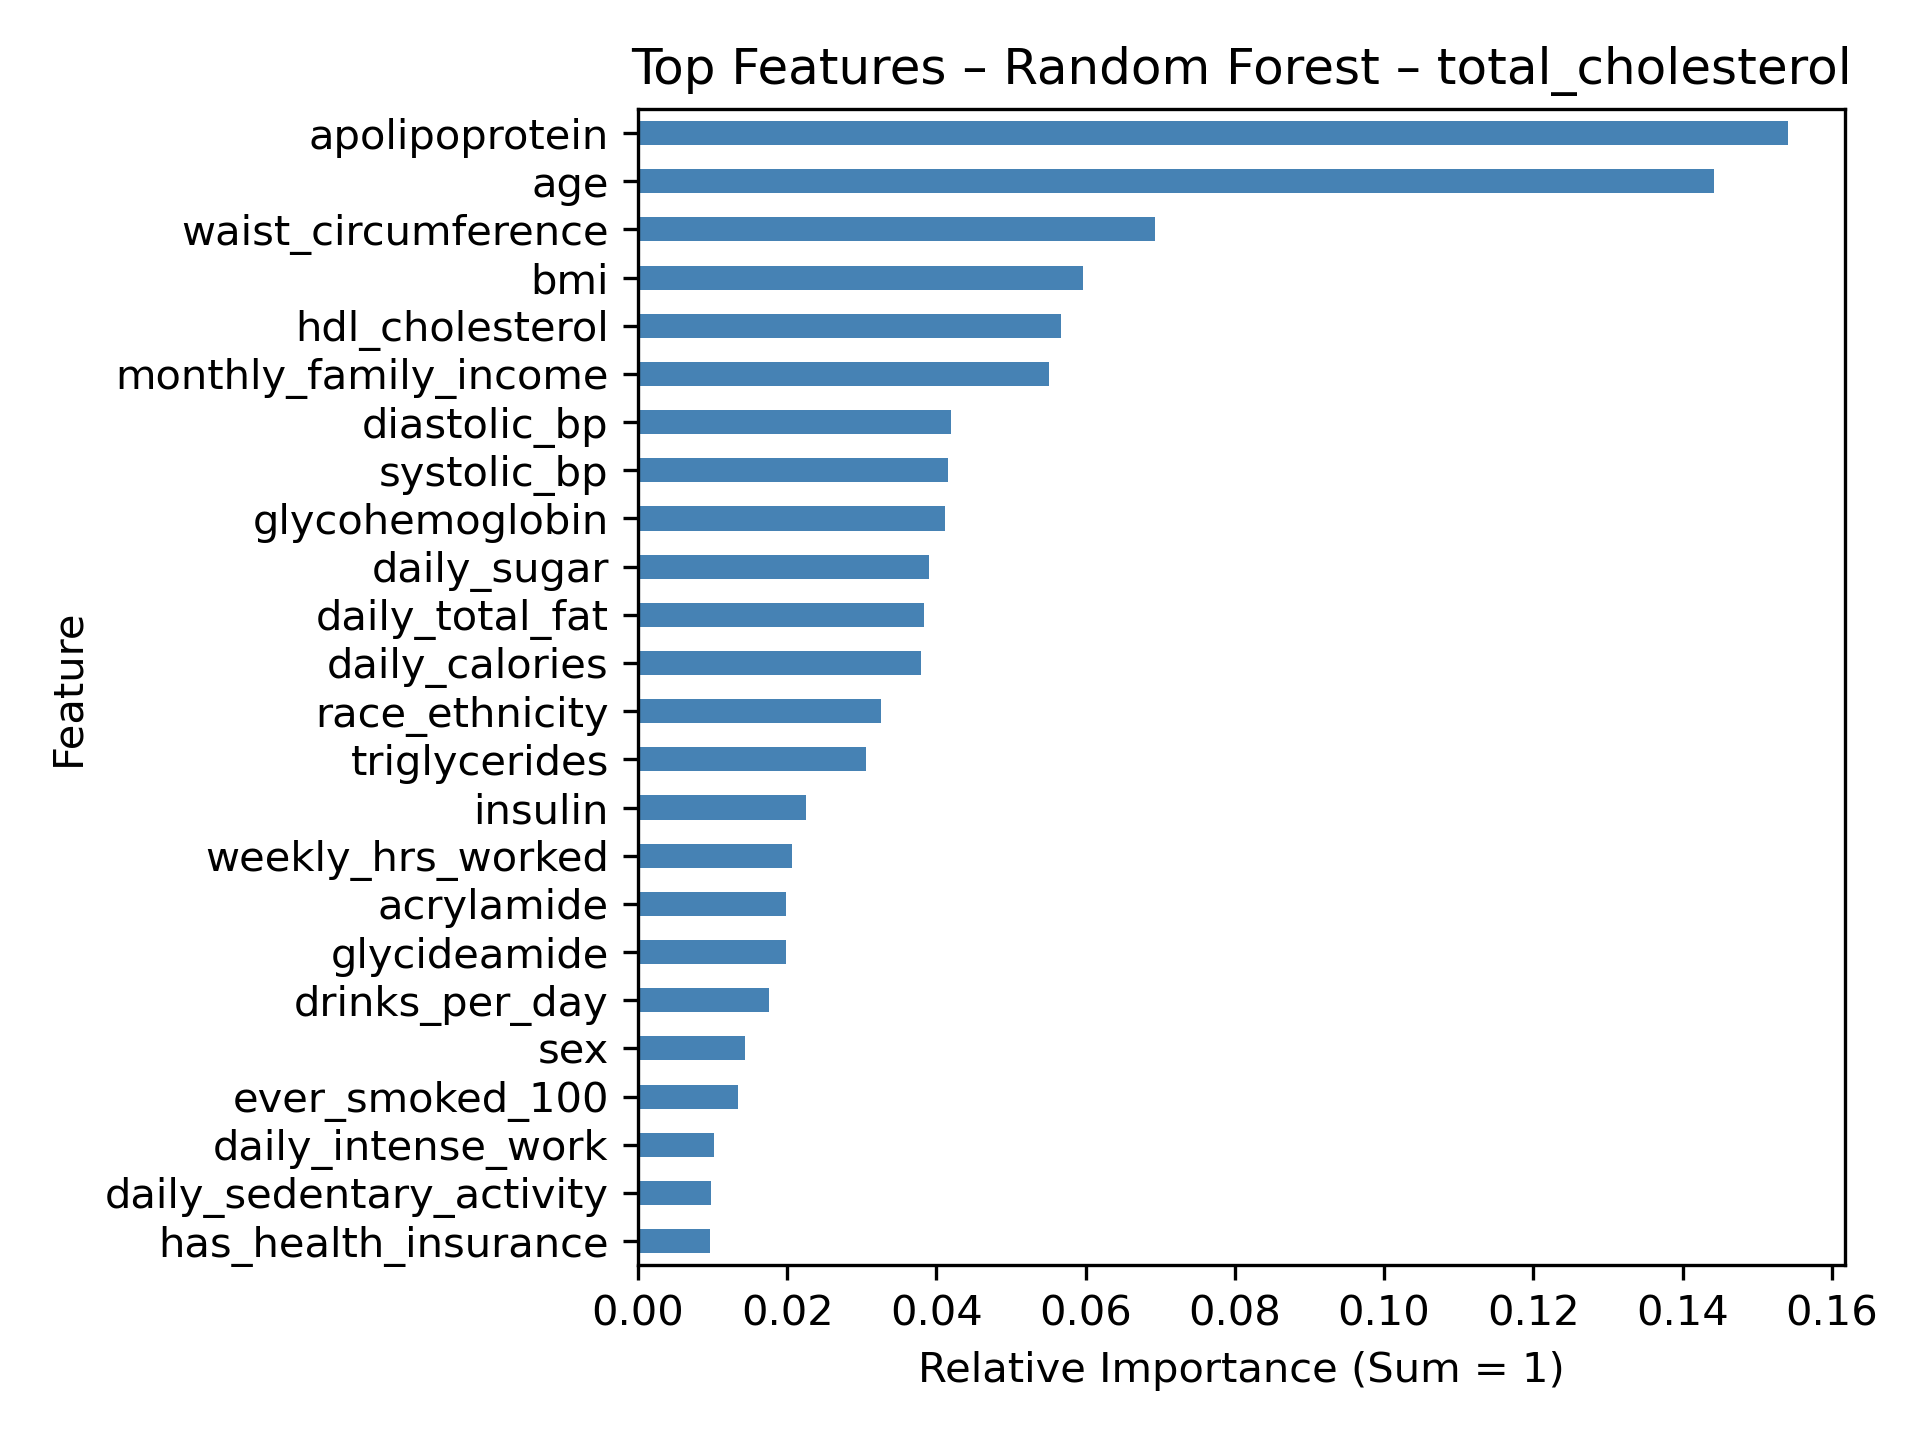 Top Features – Random Forest – total_cholesterol
Feature
apolipoprotein
age
waist_circumference
bmi
hdl_cholesterol
monthly_family_income
diastolic_bp
systolic_bp
glycohemoglobin
daily_sugar
daily_total_fat
daily_calories
race_ethnicity
triglycerides
insulin
weekly_hrs_worked
acrylamide
glycideamide
drinks_per_day
sex
ever_smoked_100
daily_intense_work
daily_sedentary_activity
has_health_insurance
0.00 0.02 0.04 0.06 0.08 0.10 0.12 0.14 0.16
Relative Importance (Sum = 1)